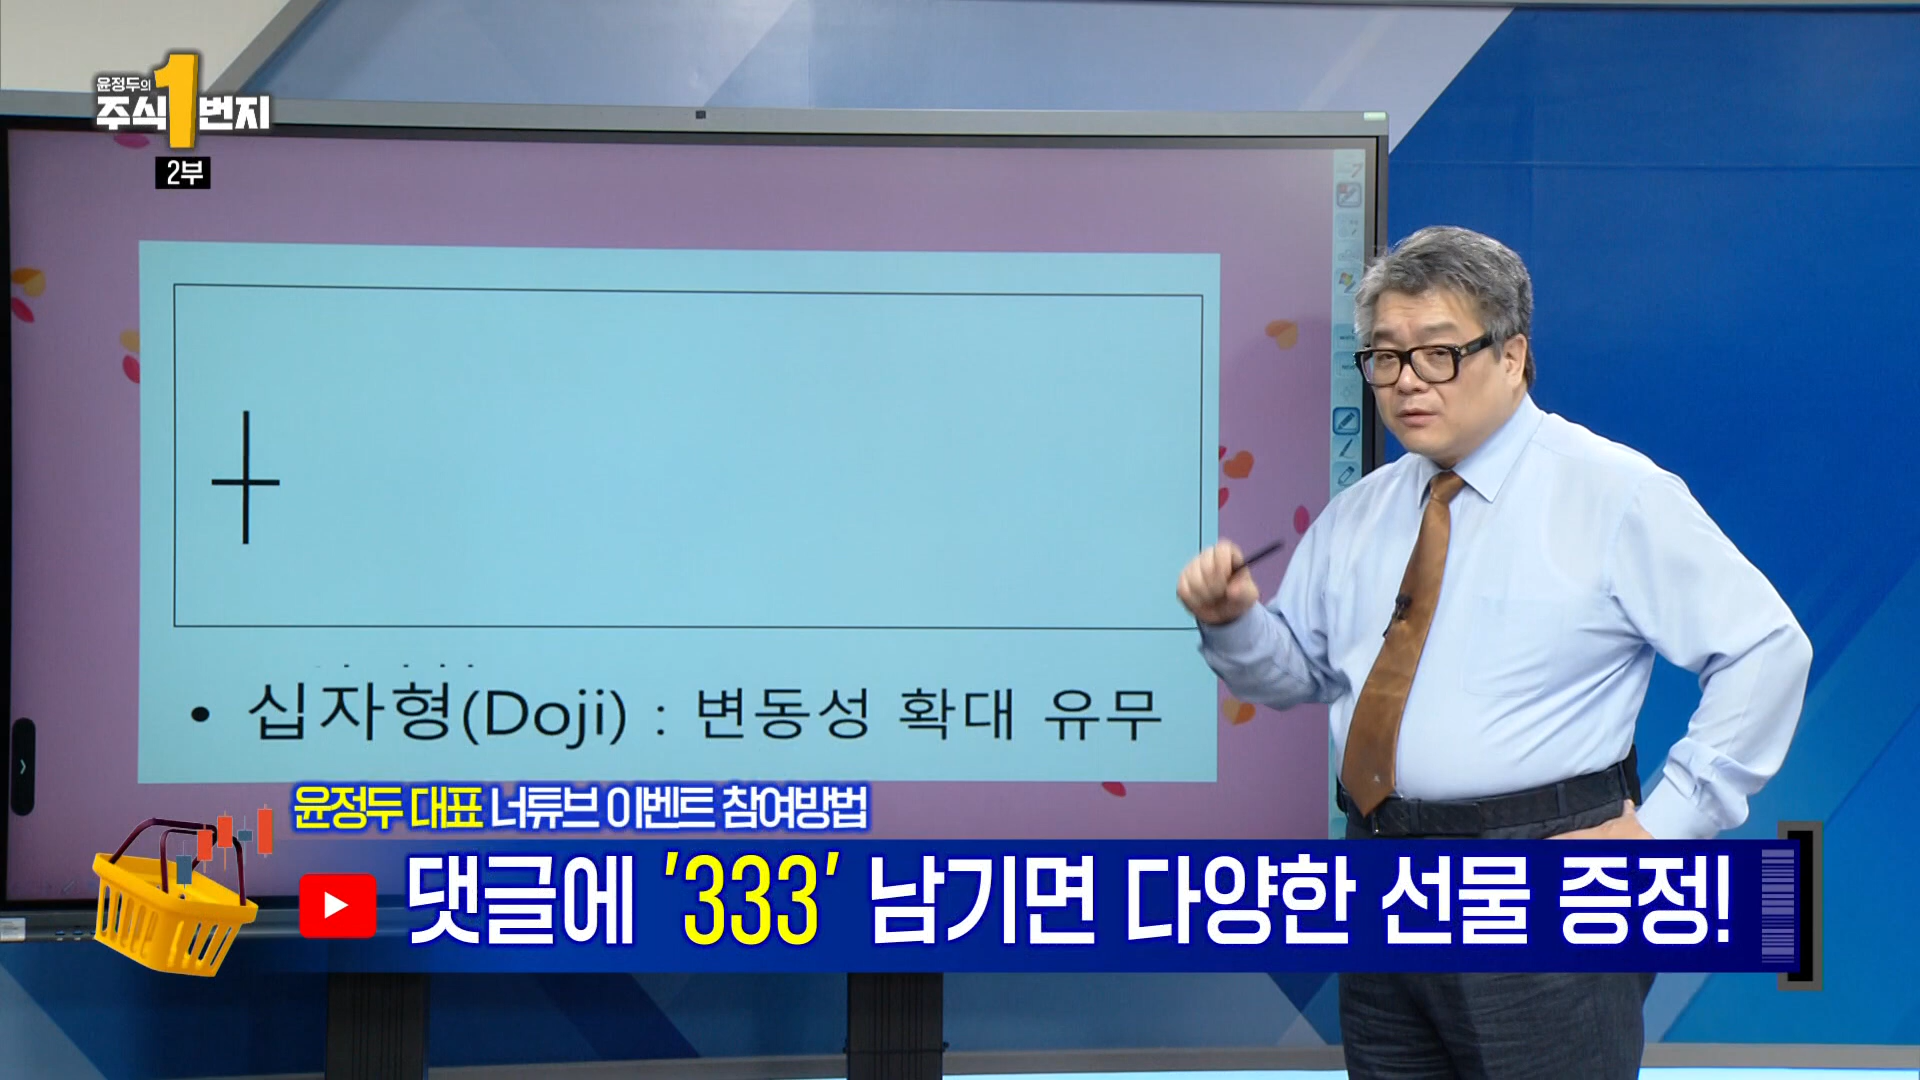 윤정두의
주식1번지
2부
• 십자형(Doji) : 변동성 확대 유무
윤정두 대표 너튜브 이벤트 참여방법
댓글에 '333' 남기면 다양한 선물 증정!